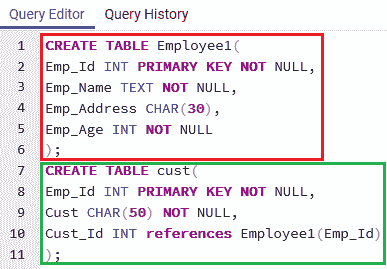 Query Editor Query History
1 CREATE TABLE Employee1(
2 Emp_Id INT PRIMARY KEY NOT NULL,
3 Emp_Name TEXT NOT NULL,
4 Emp_Address CHAR(30),
5 Emp_Age INT NOT NULL
6 );
7 CREATE TABLE cust(
8 Emp_Id INT PRIMARY KEY NOT NULL,
9 Cust CHAR(50) NOT NULL,
10 Cust_Id INT references Employee1(Emp_Id)
11 );